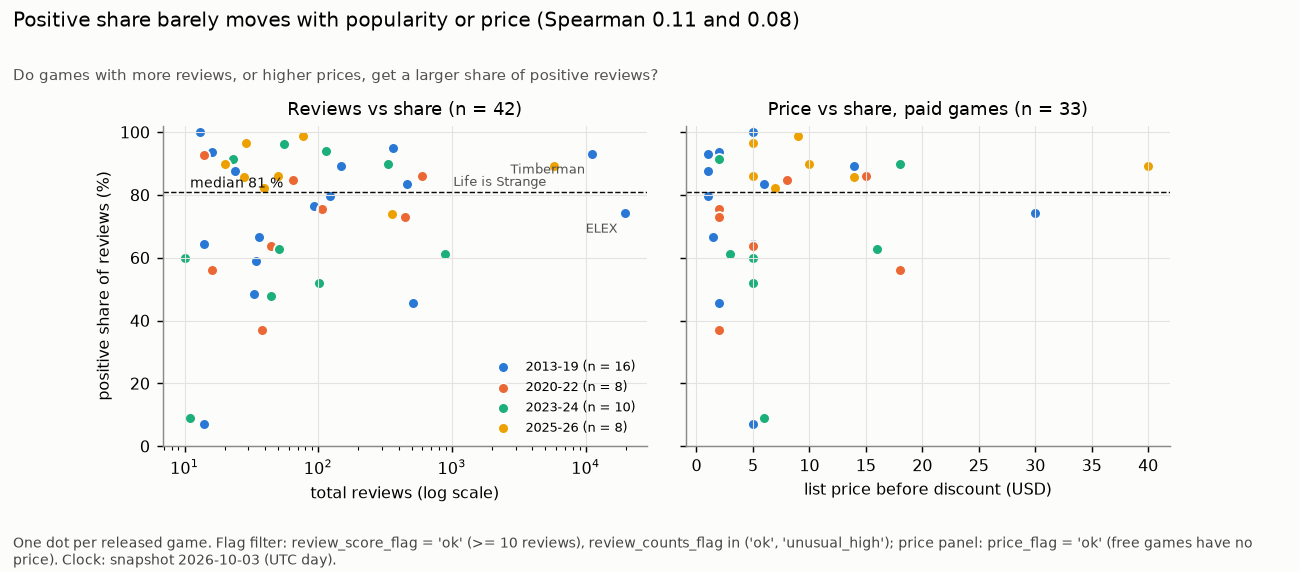 Positive share barely moves with popularity or price (Spearman 0.11 and 0.08)
Do games with more reviews, or higher prices, get a larger share of positive reviews?
Reviews vs share (n = 42)
Price vs share, paid games (n = 33)
positive share of reviews (%)
100
80
60
40
20
0
median 81 %
Timberman
Life is Strange
ELEX
2013-19 (n = 16)
2020-22 (n = 8)
2023-24 (n = 10)
2025-26 (n = 8)
10¹ 10² 10³ 10⁴
total reviews (log scale)
0 5 10 15 20 25 30 35 40
list price before discount (USD)
One dot per released game. Flag filter: review_score_flag = 'ok' (>= 10 reviews), review_counts_flag in ('ok', 'unusual_high'); price panel: price_flag = 'ok' (free games have no
price). Clock: snapshot 2026-10-03 (UTC day).